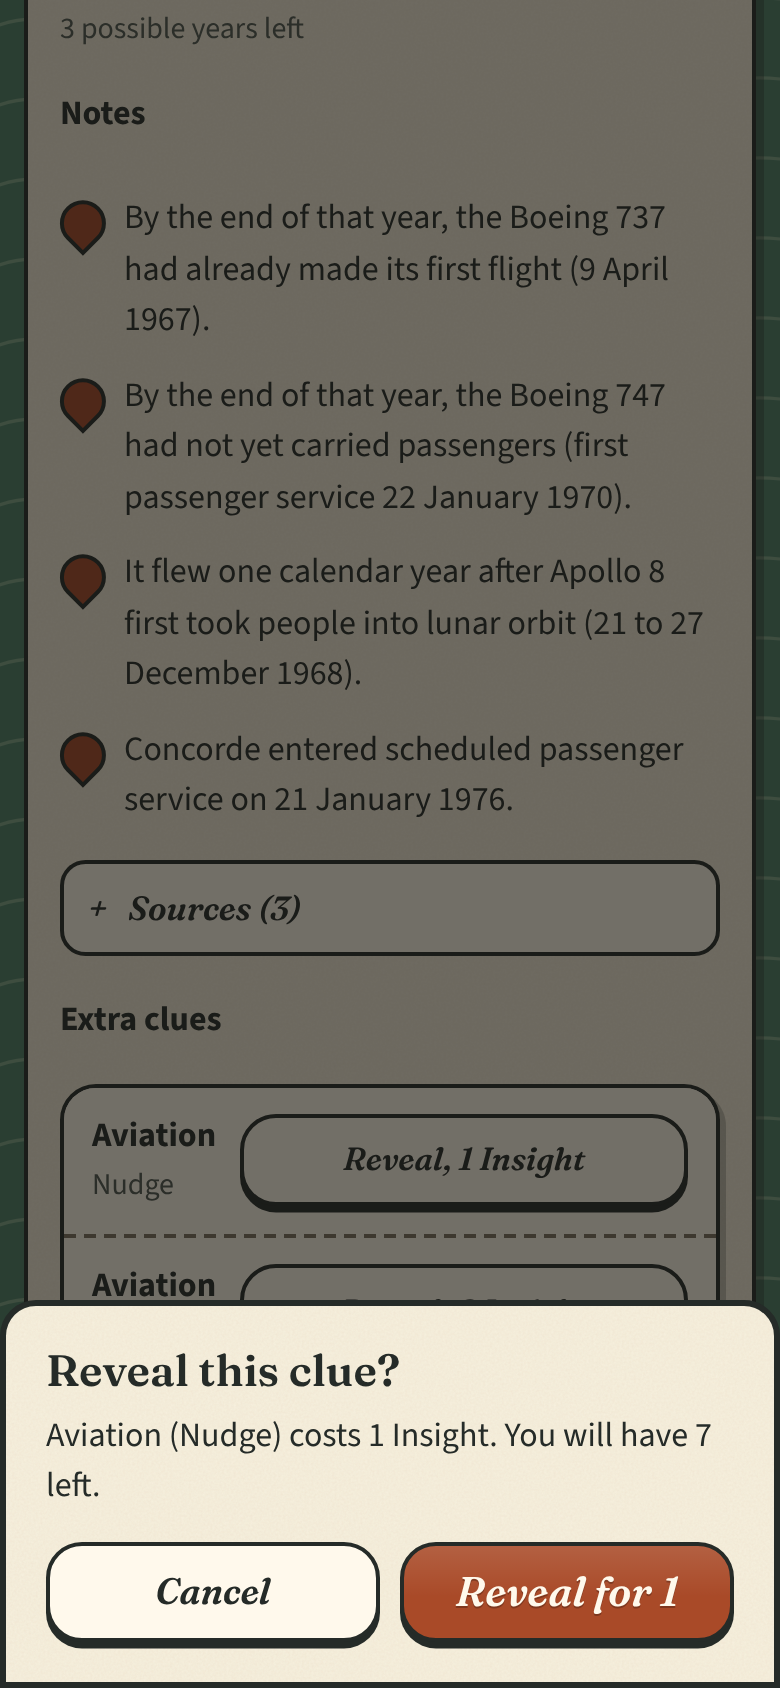 3 possible years left
Notes
By the end of that year, the Boeing 737
had already made its first flight (9 April
1967).
By the end of that year, the Boeing 747
had not yet carried passengers (first
passenger service 22 January 1970).
It flew one calendar year after Apollo 8
first took people into lunar orbit (21 to 27
December 1968).
Concorde entered scheduled passenger
service on 21 January 1976.
+ Sources (3)
Extra clues
Aviation
Reveal, 1 Insight
Nudge
Aviation
Reveal this clue?
Aviation (Nudge) costs 1 Insight. You will have 7
left.
Cancel
Reveal for 1